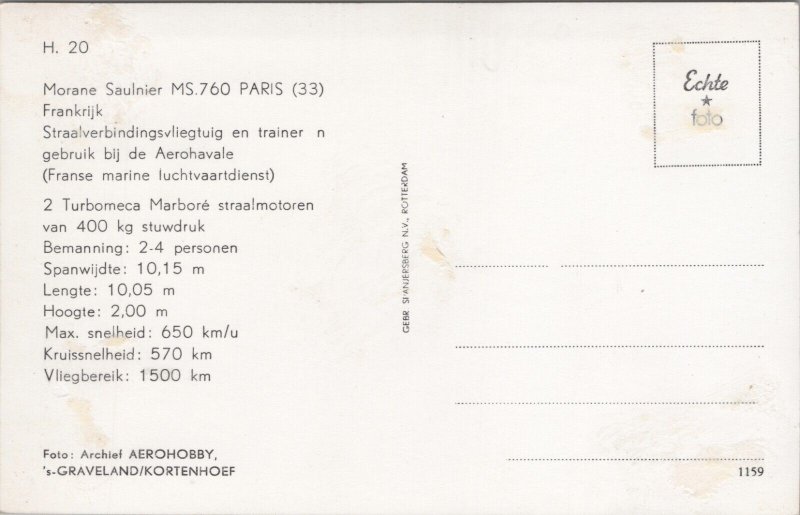 H. 20
Morane Saulnier MS.760 PARIS (33)
Frankrijk
Straalverbindingsvliegtuig en trainer n
gebruik bij de Aerohavale
(Franse marine luchtvaartdienst)
2 Turbomeca Marboré straalmotoren
van 400 kg stuwdruk
Bemanning: 2-4 personen
Spanwijdte: 10,15 m
Lengte: 10,05 m
Hoogte: 2,00 m
Max. snelheid: 650 km/u
Kruissnelheid: 570 km
Vliegbereik: 1500 km
Foto: Archief AEROHOBBY,
's-GRAVELAND/KORTENHOEF
GEBR. SPANJERSBERG N.V., ROTTERDAM
Echte
foto
1159